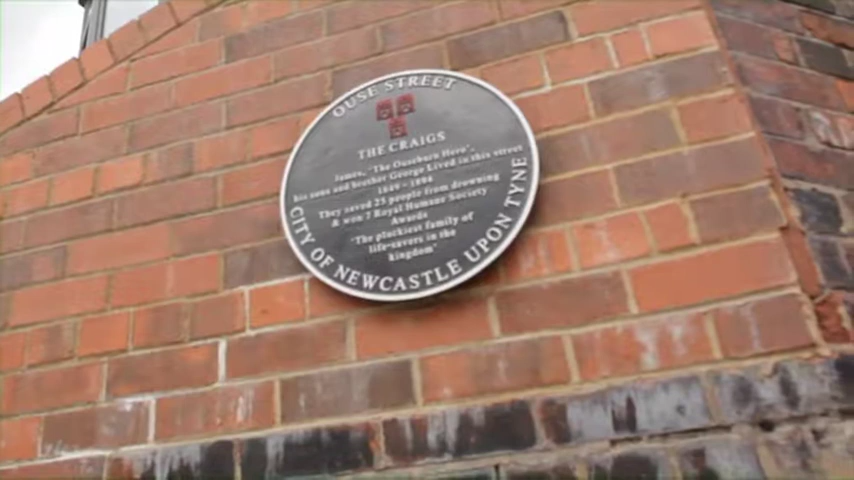 OUSE STREET
THE CRAIGS
James, "The Ouseburn Hero",
his sons and brother George Lived in this street
1849 - 1894
They saved 25 people from drowning
& won 7 Royal Humane Society
Awards
"The pluckiest family of
life-savers in the
kingdom"
CITY OF NEWCASTLE UPON TYNE